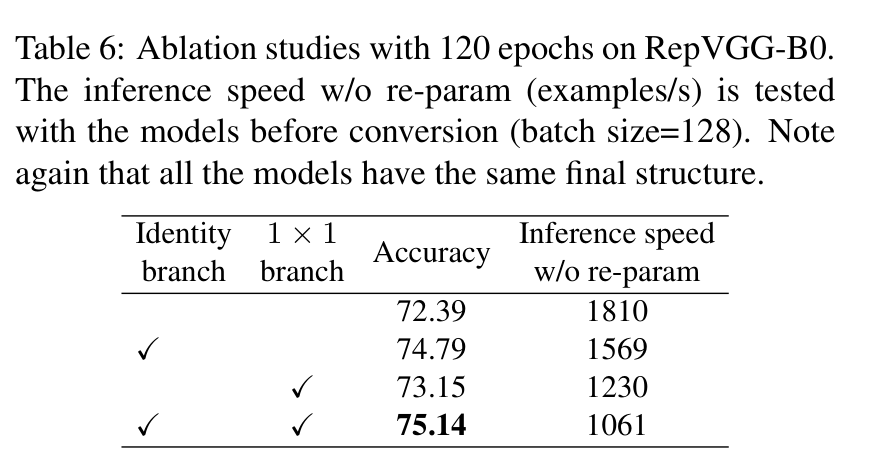 Table 6: Ablation studies with 120 epochs on RepVGG-B0.
The inference speed w/o re-param (examples/s) is tested
with the models before conversion (batch size=128). Note
again that all the models have the same final structure.
Identity 1 × 1 Accuracy Inference speed
branch branch w/o re-param
72.39 1810
✓ 74.79 1569
✓ 73.15 1230
✓ ✓ 75.14 1061